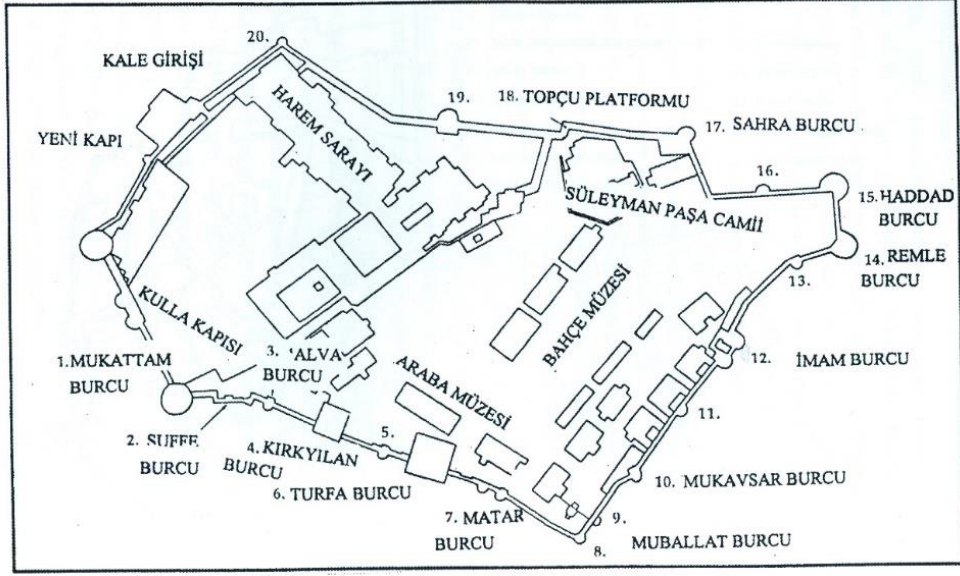 20.
KALE GİRİŞİ
19.
18. TOPÇU PLATFORMU
17. SAHRA BURCU
YENİ KAPI
HAREM SARAYI
16.
SÜLEYMAN PAŞA CAMİİ
15. HADDAD
BURCU
14. REMLE
BURCU
13.
BAHÇE MÜZESİ
KULLA KAPISI
1. MUKATTAM
BURCU
3. ALVA
BURCU
ARABA MÜZESİ
12. İMAM BURCU
11.
2. SUFFE
BURCU
4. KIRKYILAN
BURCU
5.
6. TURFA BURCU
10. MUKAVSAR BURCU
7. MATAR
BURCU
9.
MUBALLAT BURCU
8.